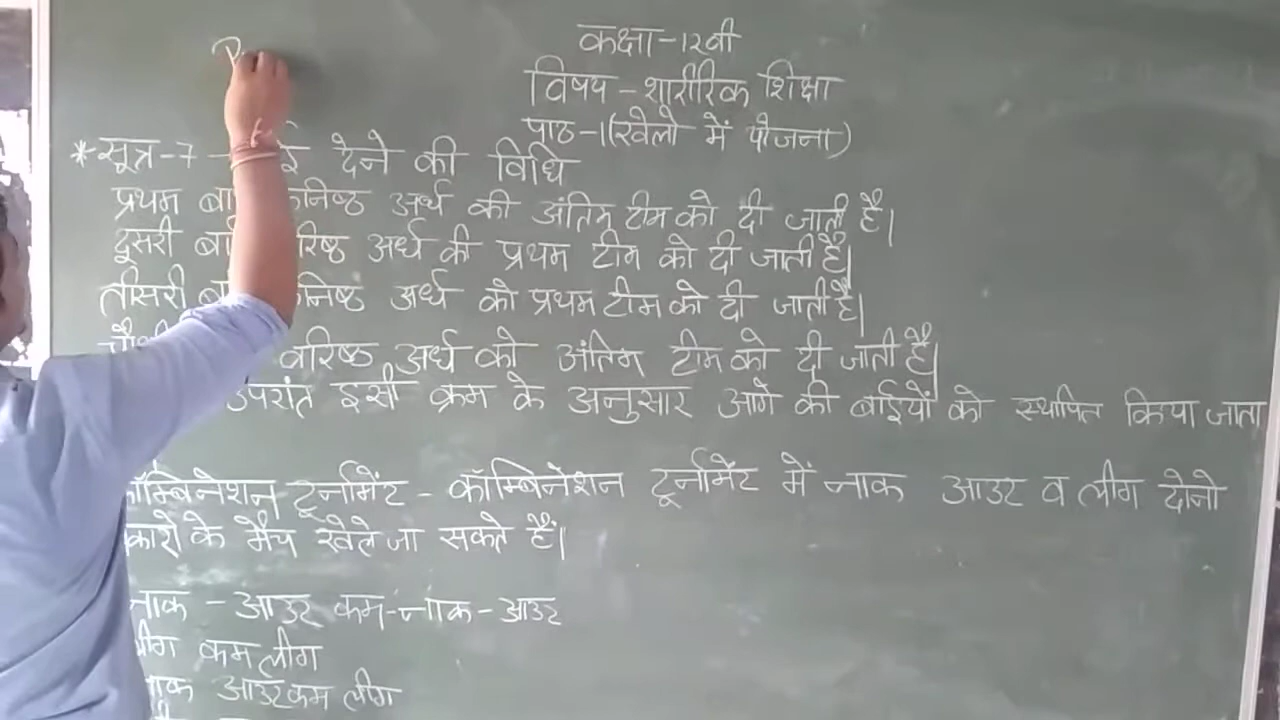 कक्षा-12वी
विषय - शारीरिक शिक्षा
पाठ-1(खेलो में योजना)
*सूत्र-7 - देने की विधि
प्रथम कनिष्ठ अर्ध की अंतिम टीम को दी जाती है।
दूसरी वरिष्ठ अर्ध की प्रथम टीम को दी जाती है।
तीसरी कनिष्ठ अर्ध को प्रथम टीम को दी जाती है।
वरिष्ठ अर्ध को अंतिम टीम को दी जाती है।
उपरांत इसी क्रम के अनुसार आगे की बाईयों को स्थापित किया जाता
कॉम्बिनेशन टूर्नामेंट - कॉम्बिनेशन टूर्नामेंट में नाक आउट व लीग दोनो
के मैच खेले जा सकते हैं।
नाक - आउट कम-नाक-आउट
लीग कम लीग
नाक आउट कम लीग